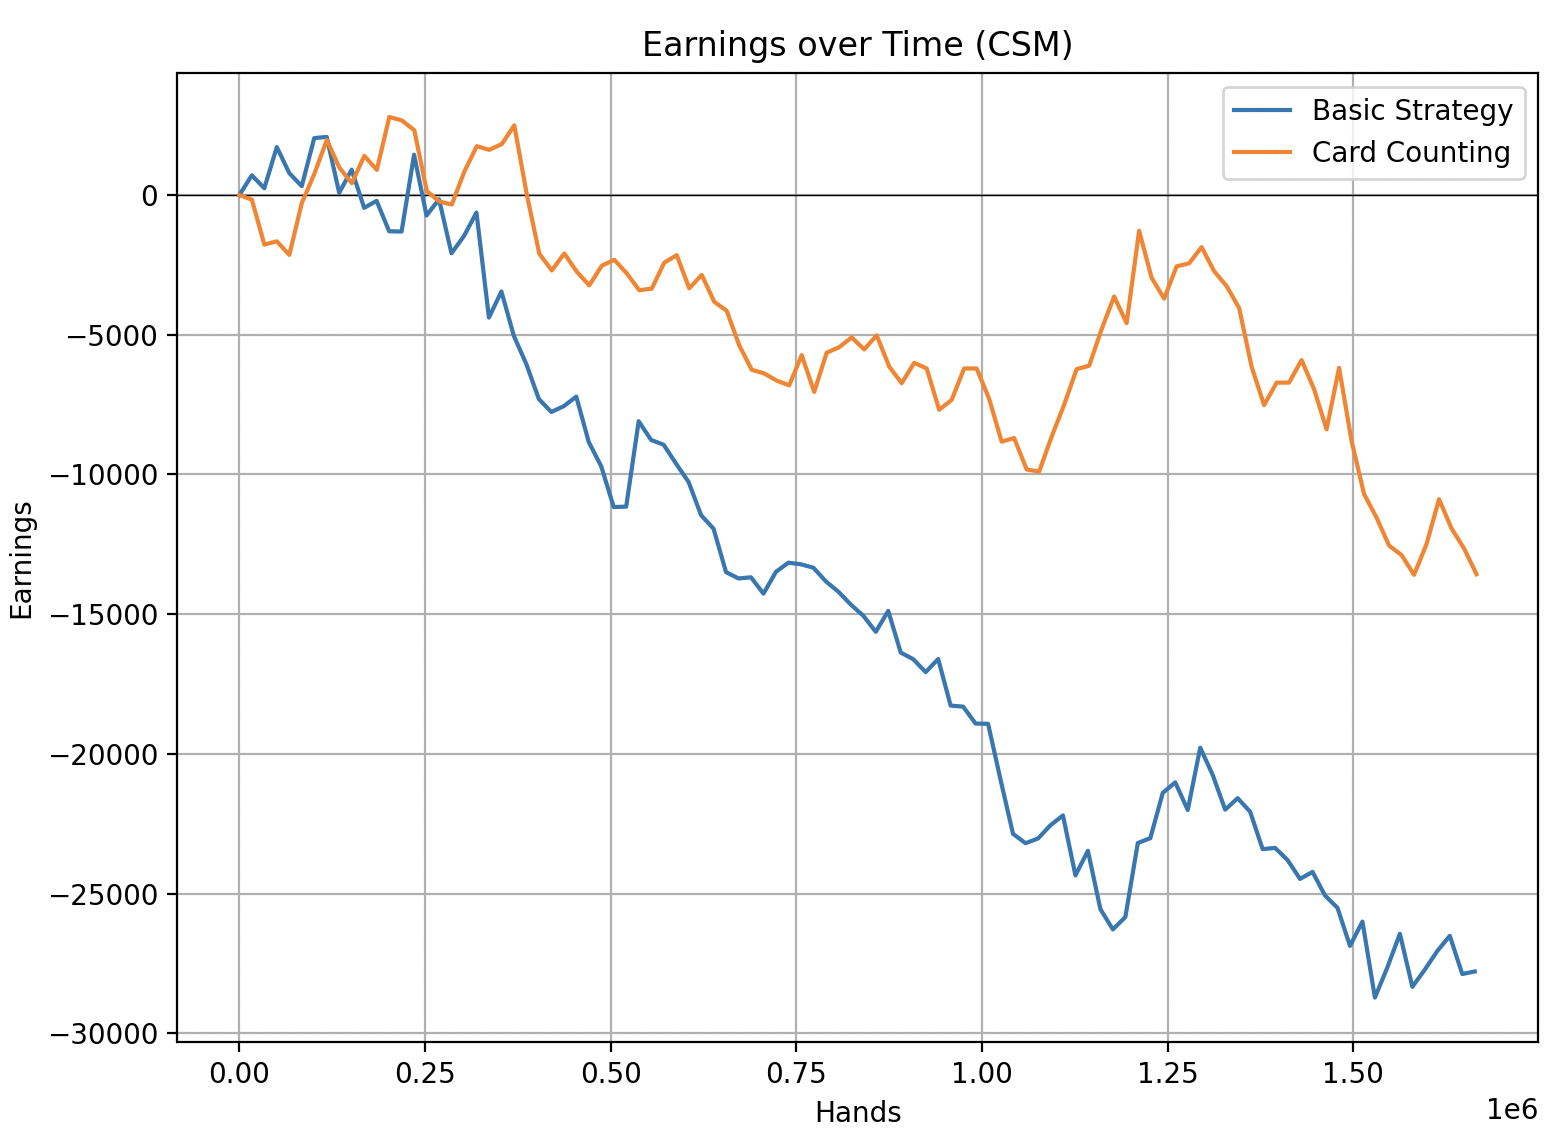 Earnings over Time (CSM)
Basic Strategy
Card Counting
0
−5000
−10000
−15000
−20000
−25000
−30000
Earnings
0.00 0.25 0.50 0.75 1.00 1.25 1.50
Hands
1e6